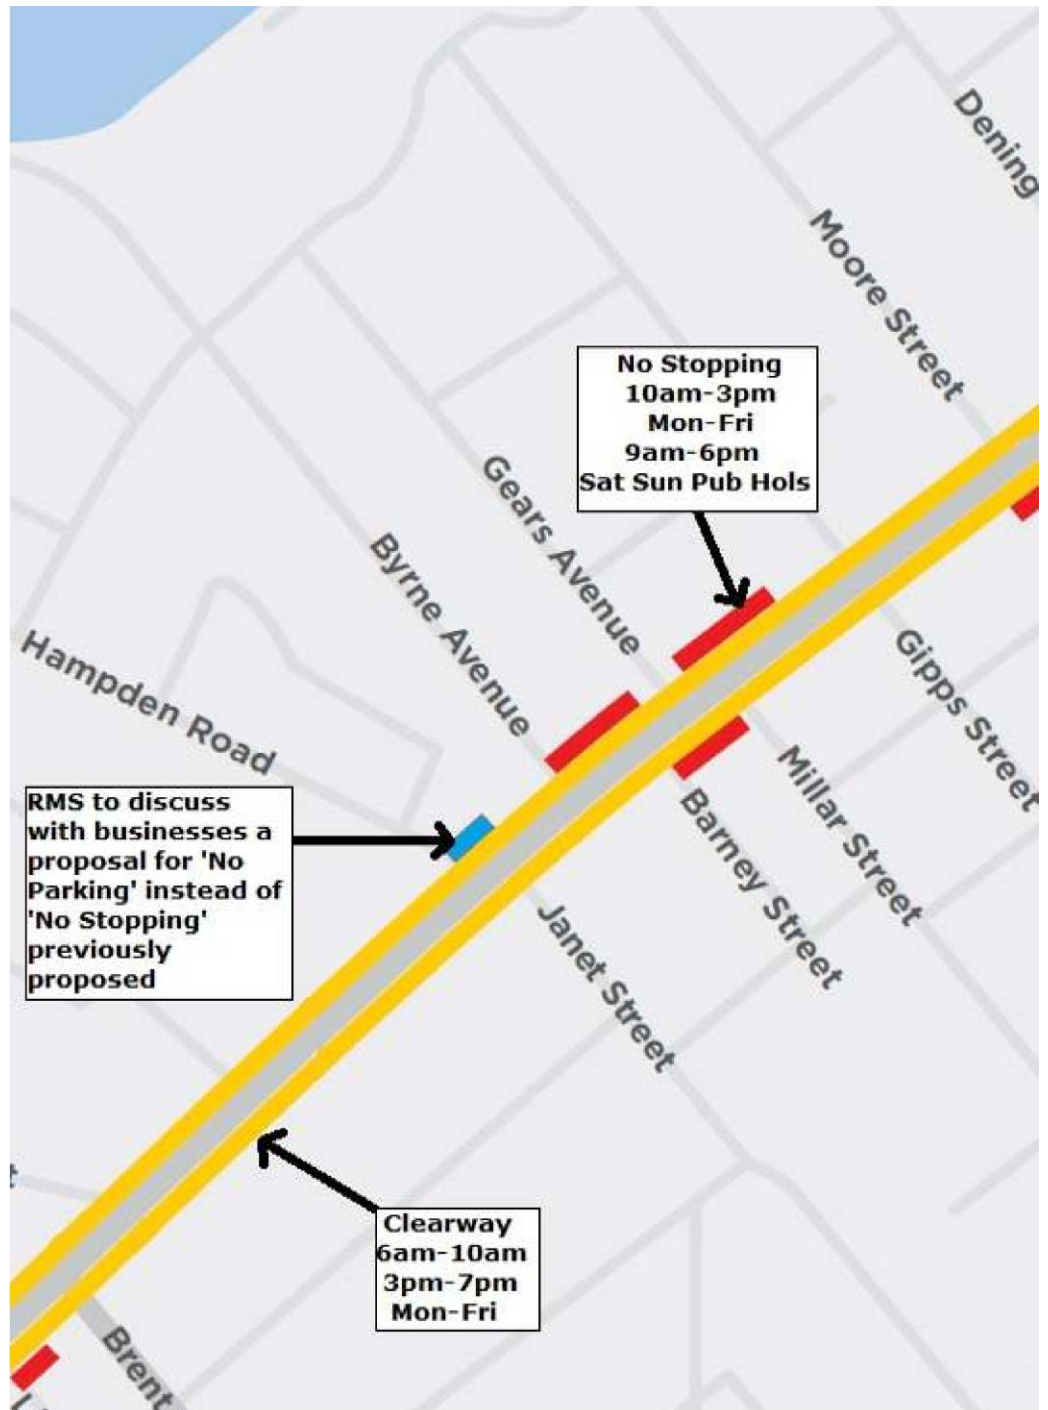 Dening
Moore Street
No Stopping
10am-3pm
Mon-Fri
9am-6pm
Sat Sun Pub Hols
Gears Avenue
Byrne Avenue
Hampden Road
Gipps Street
Millar Street
Barney Street
RMS to discuss
with businesses a
proposal for 'No
Parking' instead of
'No Stopping'
previously
proposed
Janet Street
Clearway
6am-10am
3pm-7pm
Mon-Fri
Brent